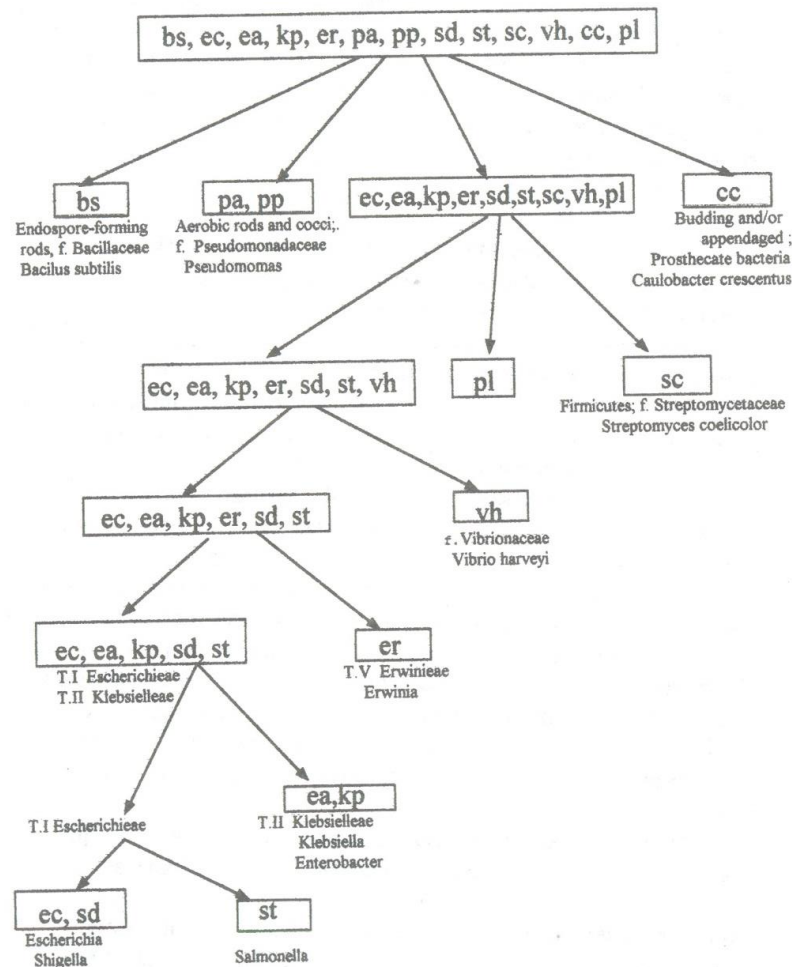 bs, ec, ea, kp, er, pa, pp, sd, st, sc, vh, cc, pl
bs
Endospore-forming
rods, f. Bacillaceae
Bacilus subtilis
pa, pp
Aerobic rods and cocci;.
f. Pseudomonadaceae
Pseudomomas
ec,ea,kp,er,sd,st,sc,vh,pl
cc
Budding and/or
appendaged ;
Prosthecate bacteria
Caulobacter crescentus
ec, ea, kp, er, sd, st, vh
pl
sc
Firmicutes; f. Streptomycetaceae
Streptomyces coelicolor
ec, ea, kp, er, sd, st
vh
f. Vibrionaceae
Vibrio harveyi
ec, ea, kp, sd, st
T.I Escherichieae
T.II Klebsielleae
er
T.V Erwinieae
Erwinia
T.I Escherichieae
ea,kp
T.II Klebsielleae
Klebsiella
Enterobacter
ec, sd
Escherichia
Shigella
st
Salmonella